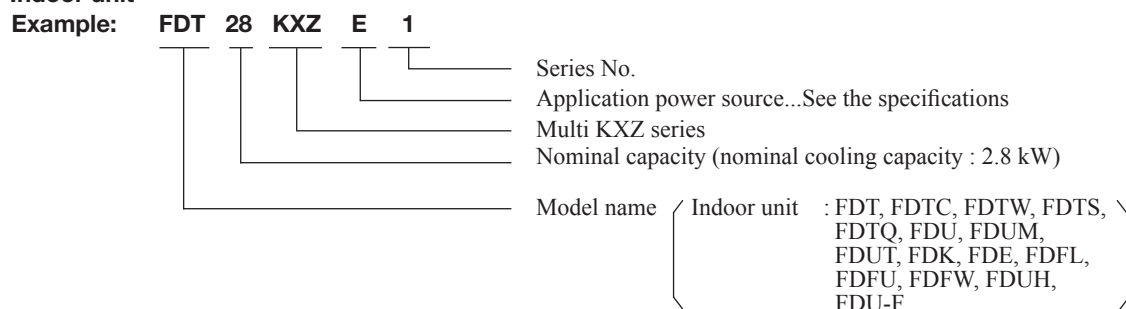 Example: FDT 28 KXZ E 1
Series No.
Application power source...See the specifications
Multi KXZ series
Nominal capacity (nominal cooling capacity : 2.8 kW)
Model name Indoor unit : FDT, FDTC, FDTW, FDTS,
FDTQ, FDU, FDUM,
FDUT, FDK, FDE, FDFL,
FDFU, FDFW, FDUH,
FDU-F